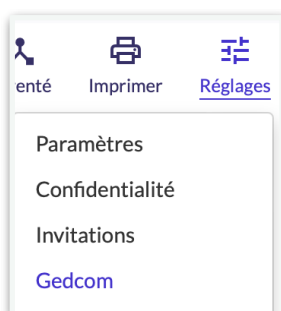 enté Imprimer Réglages
Paramètres
Confidentialité
Invitations
Gedcom